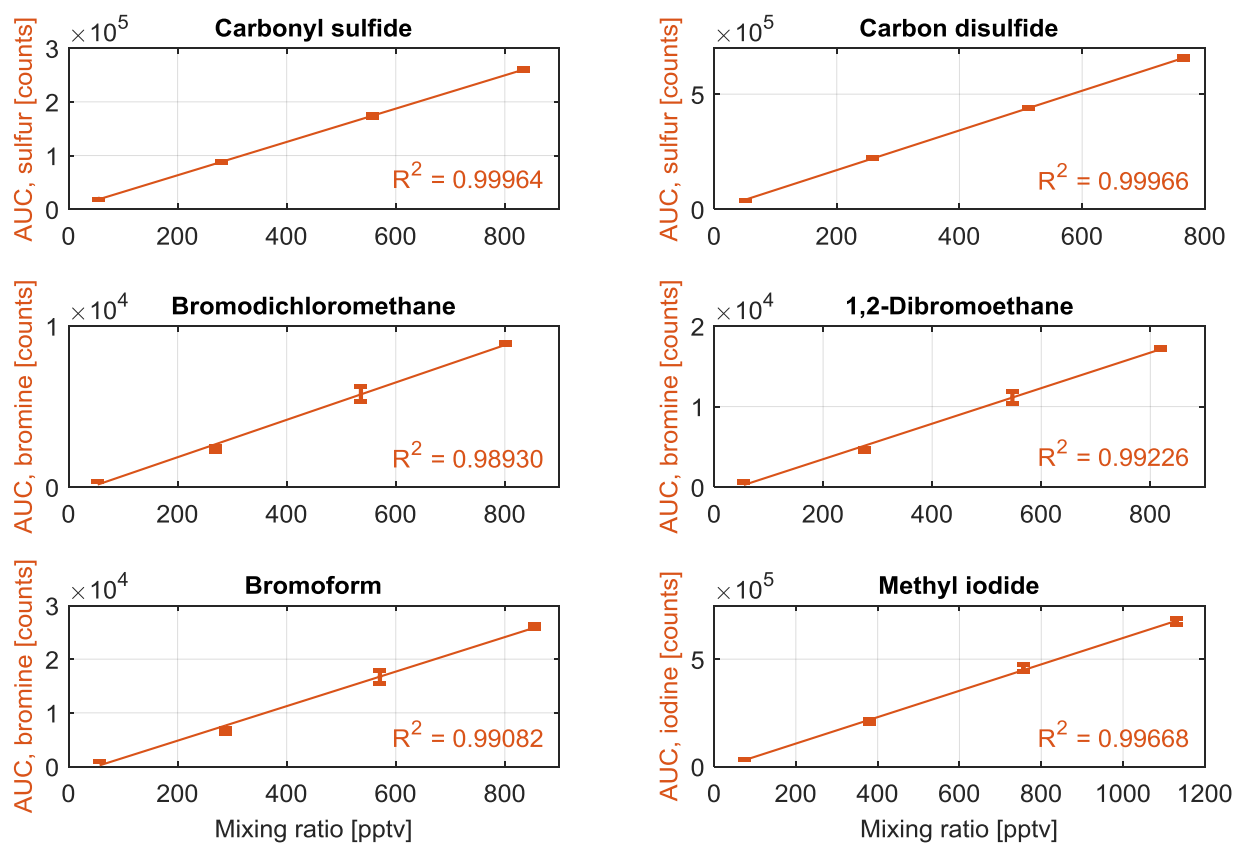 Carbonyl sulfide
×10^5
AUC, sulfur [counts]
3
2
1
0
R^2 = 0.99964
0 200 400 600 800
Carbon disulfide
×10^5
AUC, sulfur [counts]
5
0
R^2 = 0.99966
0 200 400 600 800
Bromodichloromethane
×10^4
AUC, bromine [counts]
1
0
R^2 = 0.98930
0 200 400 600 800
1,2-Dibromoethane
×10^4
AUC, bromine [counts]
2
1
0
R^2 = 0.99226
0 200 400 600 800
Bromoform
×10^4
AUC, bromine [counts]
3
2
1
0
R^2 = 0.99082
0 200 400 600 800
Mixing ratio [pptv]
Methyl iodide
×10^5
AUC, iodine [counts]
5
0
R^2 = 0.99668
0 200 400 600 800 1000 1200
Mixing ratio [pptv]